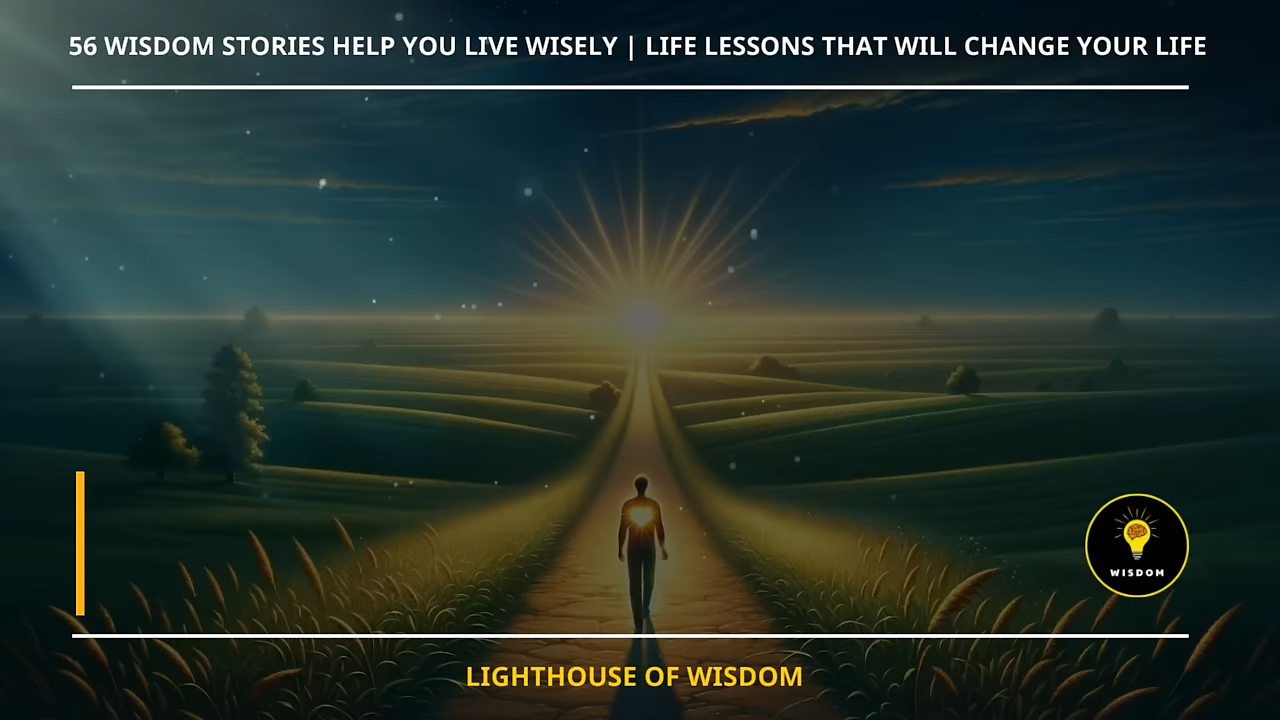 56 WISDOM STORIES HELP YOU LIVE WISELY | LIFE LESSONS THAT WILL CHANGE YOUR LIFE
WISDOM
LIGHTHOUSE OF WISDOM